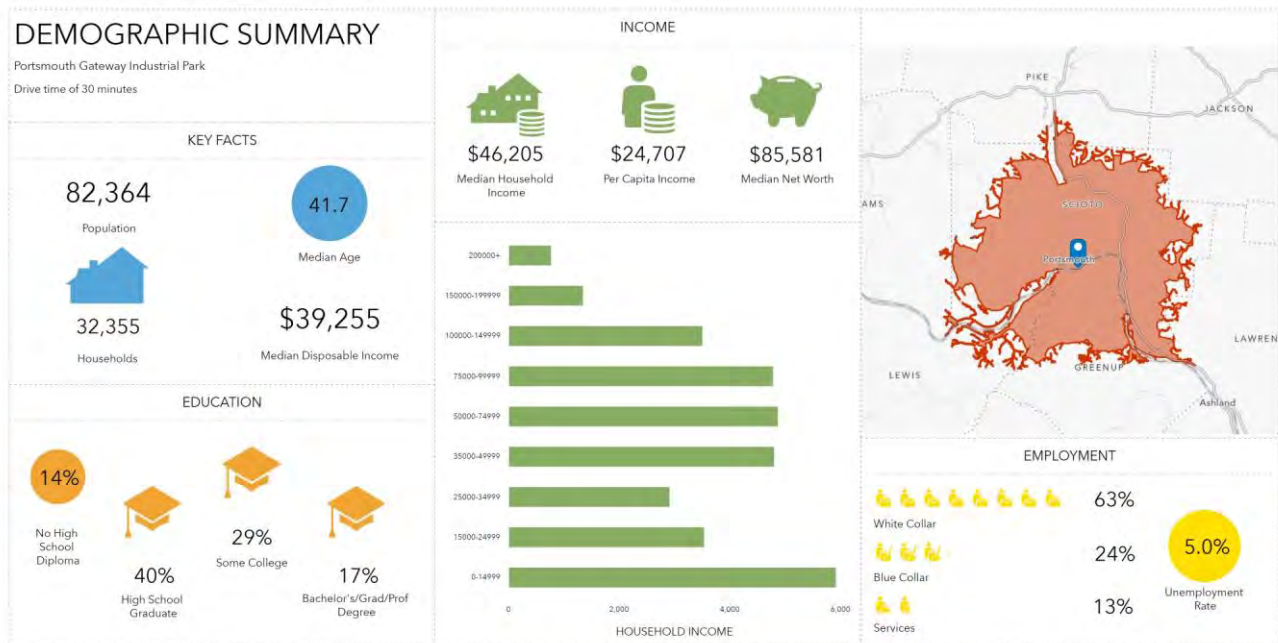 DEMOGRAPHIC SUMMARY
Portsmouth Gateway Industrial Park
Drive time of 30 minutes
KEY FACTS
82,364
Population
41.7
Median Age
32,355
Households
$39,255
Median Disposable Income
EDUCATION
14%
No High
School
Diploma
40%
High School
Graduate
29%
Some College
17%
Bachelor's/Grad/Prof
Degree
INCOME
$46,205
Median Household
Income
$24,707
Per Capita Income
$85,581
Median Net Worth
200000+
150000-199999
100000-149999
75000-99999
50000-74999
35000-49999
25000-34999
15000-24999
0-14999
0 2,000 4,000 6,000
HOUSEHOLD INCOME
PIKE
JACKSON
AMS
SCIOTO
Portsmouth
LAWREN
LEWIS
GREENUP
Ashland
EMPLOYMENT
63%
White Collar
24%
Blue Collar
13%
Services
5.0%
Unemployment
Rate